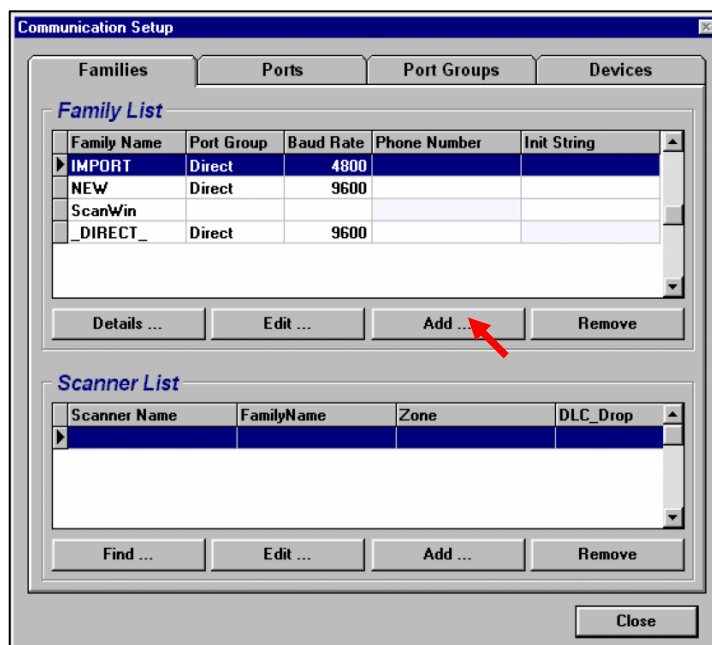 Communication Setup
Families Ports Port Groups Devices
Family List
Family Name Port Group Baud Rate Phone Number Init String
IMPORT Direct 4800
NEW Direct 9600
ScanWin
_DIRECT_ Direct 9600
Details ... Edit ... Add ... Remove
Scanner List
Scanner Name FamilyName Zone DLC_Drop
Find ... Edit ... Add ... Remove
Close